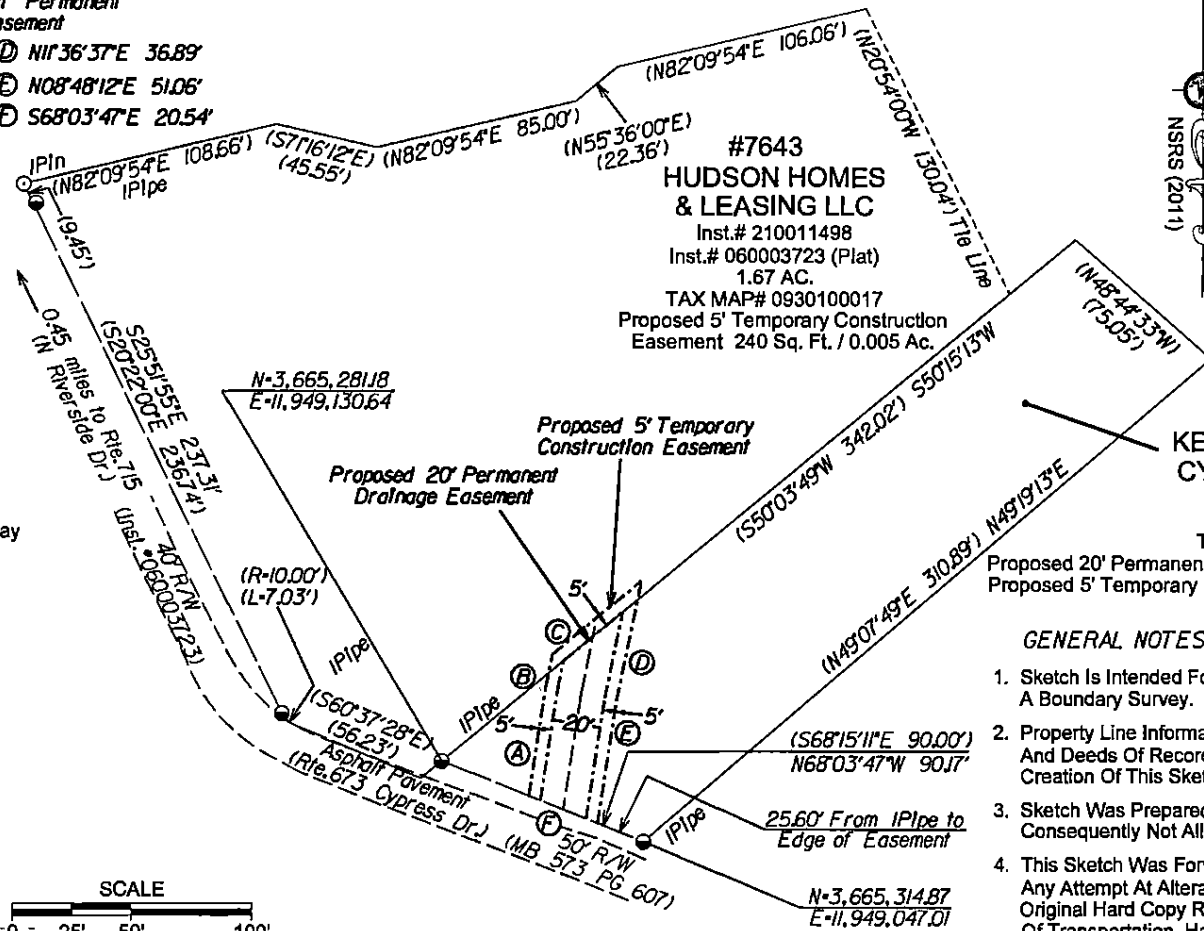 Permanent
Easement
D N11°36'37"E 36.89'
E N08°48'12"E 51.06'
F S68°03'47"E 20.54'
IPin
(N82°09'54"E 108.66')
IPipe
(S71°16'12"E)
(45.55')
(N82°09'54"E 85.00')
(N55°36'00"E)
(22.36')
(N82°09'54"E 106.06')
(N20°54'00"W 130.04') Tie Line
NSRS (2011)
#7643
HUDSON HOMES
& LEASING LLC
Inst.# 210011498
Inst.# 060003723 (Plat)
1.67 AC.
TAX MAP# 0930100017
Proposed 5' Temporary Construction
Easement 240 Sq. Ft. / 0.005 Ac.
(9.45')
0.45 miles to Rte.715
(N Riverside Dr.)
S25°51'55"E 237.31'
(S20°22'00"E 236.74')
40' R/W
(Inst.#060003723)
N=3,665,281.18
E=11,949,130.64
Proposed 5' Temporary
Construction Easement
Proposed 20' Permanent
Drainage Easement
(S50°03'49"W 342.02') S50°15'13"W
(N48°44'33"W)
(75.05')
(N49°07'49"E 310.89') N49°19'13"E
(R=10.00')
(L=7.03')
IPipe
(S60°37'28"E)
(56.23')
Asphalt Pavement
(Rte.673 Cypress Dr.)
(MB 573 PG 607)
50' R/W
IPipe
5'
C
B
D
5'
20'
5'
A
E
F
(S68°15'11"E 90.00')
N68°03'47"W 90.17'
25.60' From IPipe to
Edge of Easement
IPipe
N=3,665,314.87
E=11,949,047.01
KE
CY
T
Proposed 20' Permanen
Proposed 5' Temporary
GENERAL NOTES
1. Sketch Is Intended Fo
A Boundary Survey.
2. Property Line Informa
And Deeds Of Recor
Creation Of This Ske
3. Sketch Was Prepared
Consequently Not All
4. This Sketch Was For
Any Attempt At Altera
Original Hard Copy R
Of Transportation, Ho
ay
SCALE
25' 50' 100'